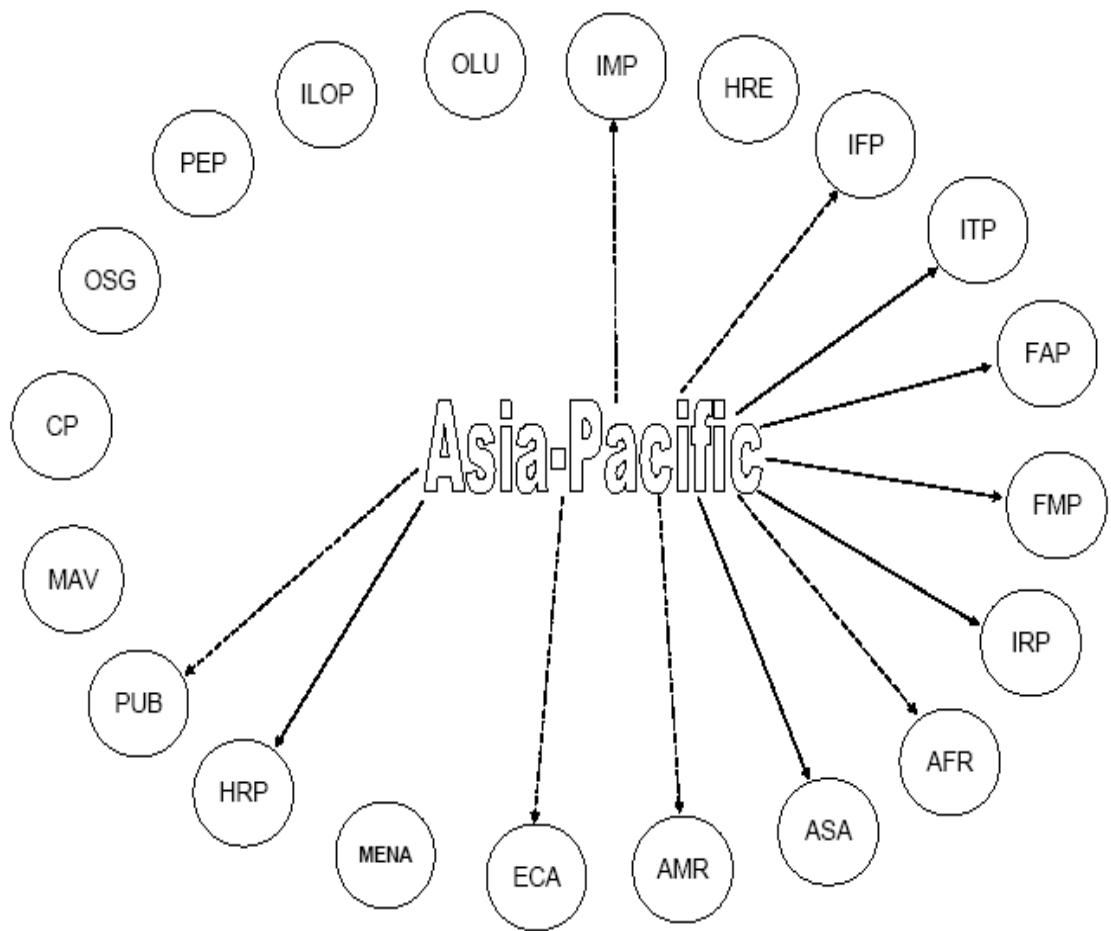 OLU
IMP
HRE
ILOP
IFP
PEP
ITP
OSG
FAP
CP
Asia-Pacific
FMP
MAV
IRP
PUB
AFR
HRP
ASA
MENA
ECA
AMR